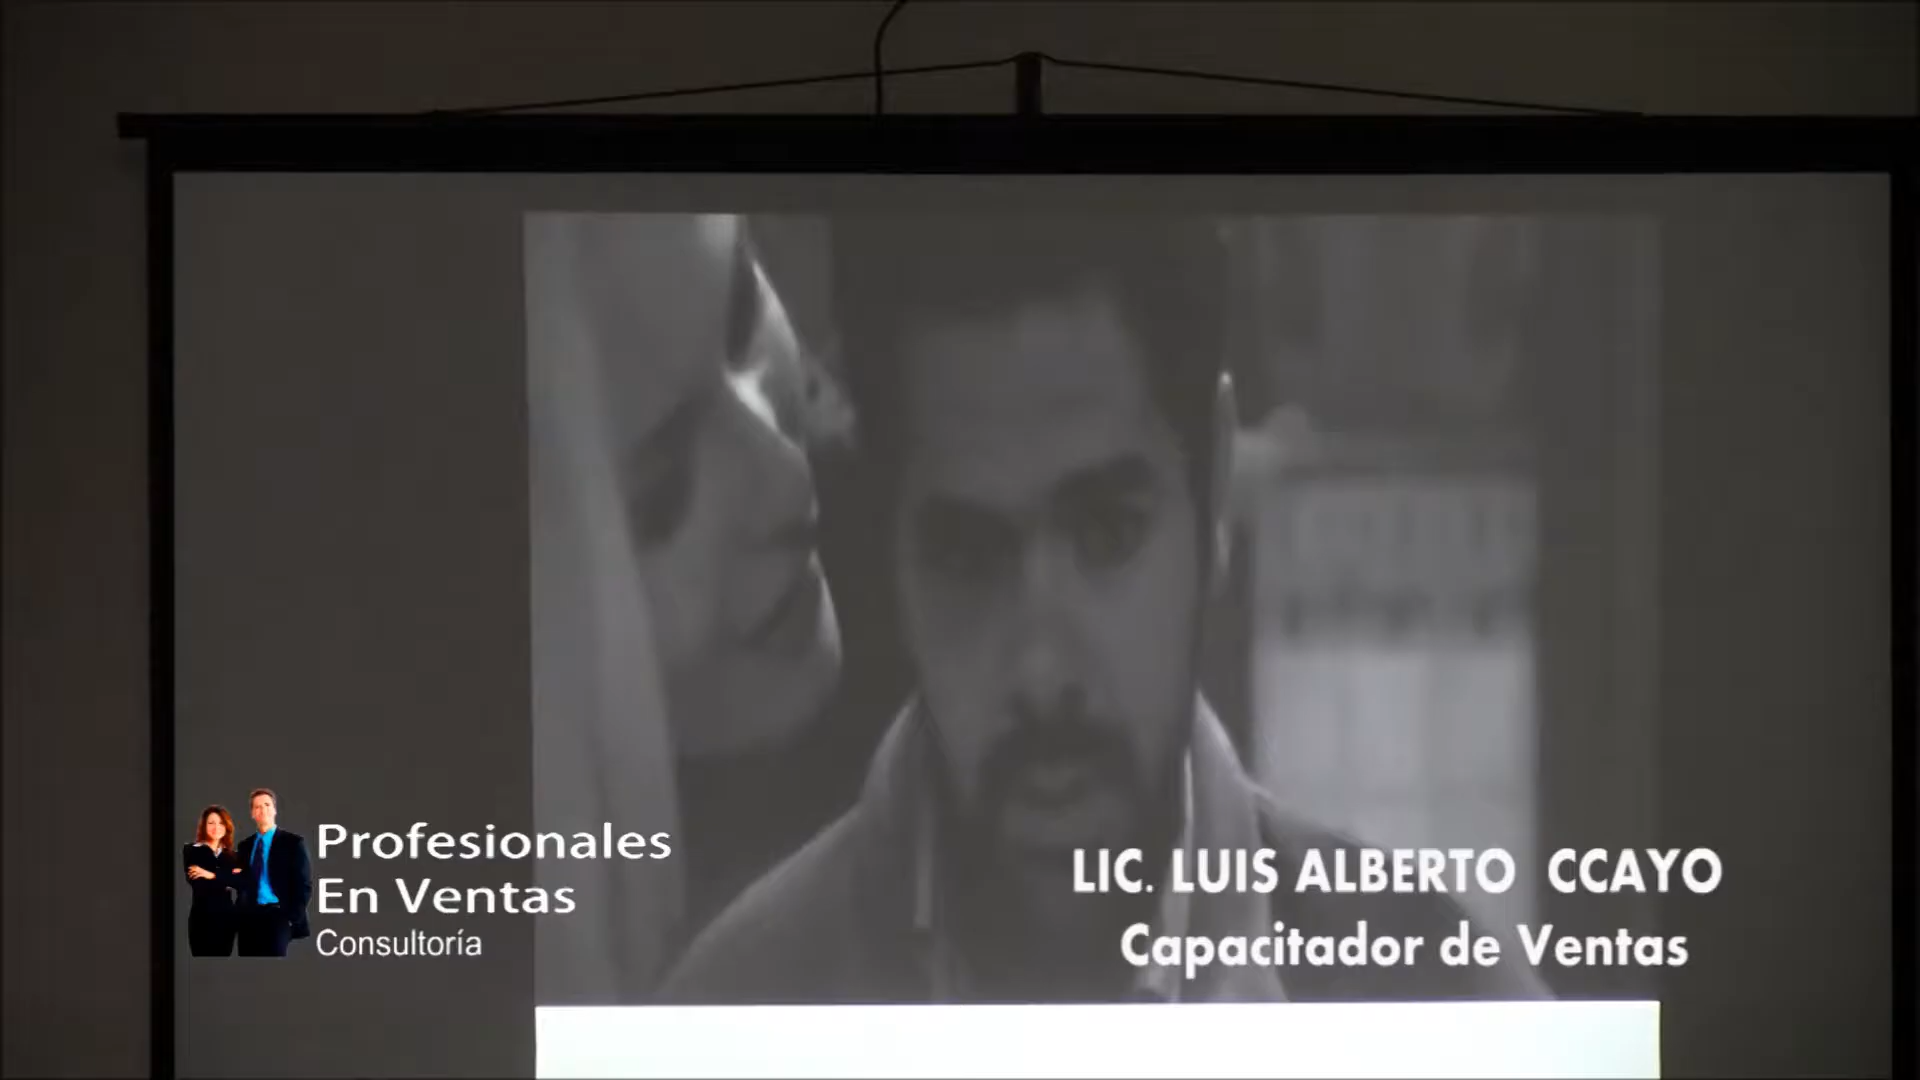 Profesionales
En Ventas
Consultoría
LIC. LUIS ALBERTO CCAYO
Capacitador de Ventas